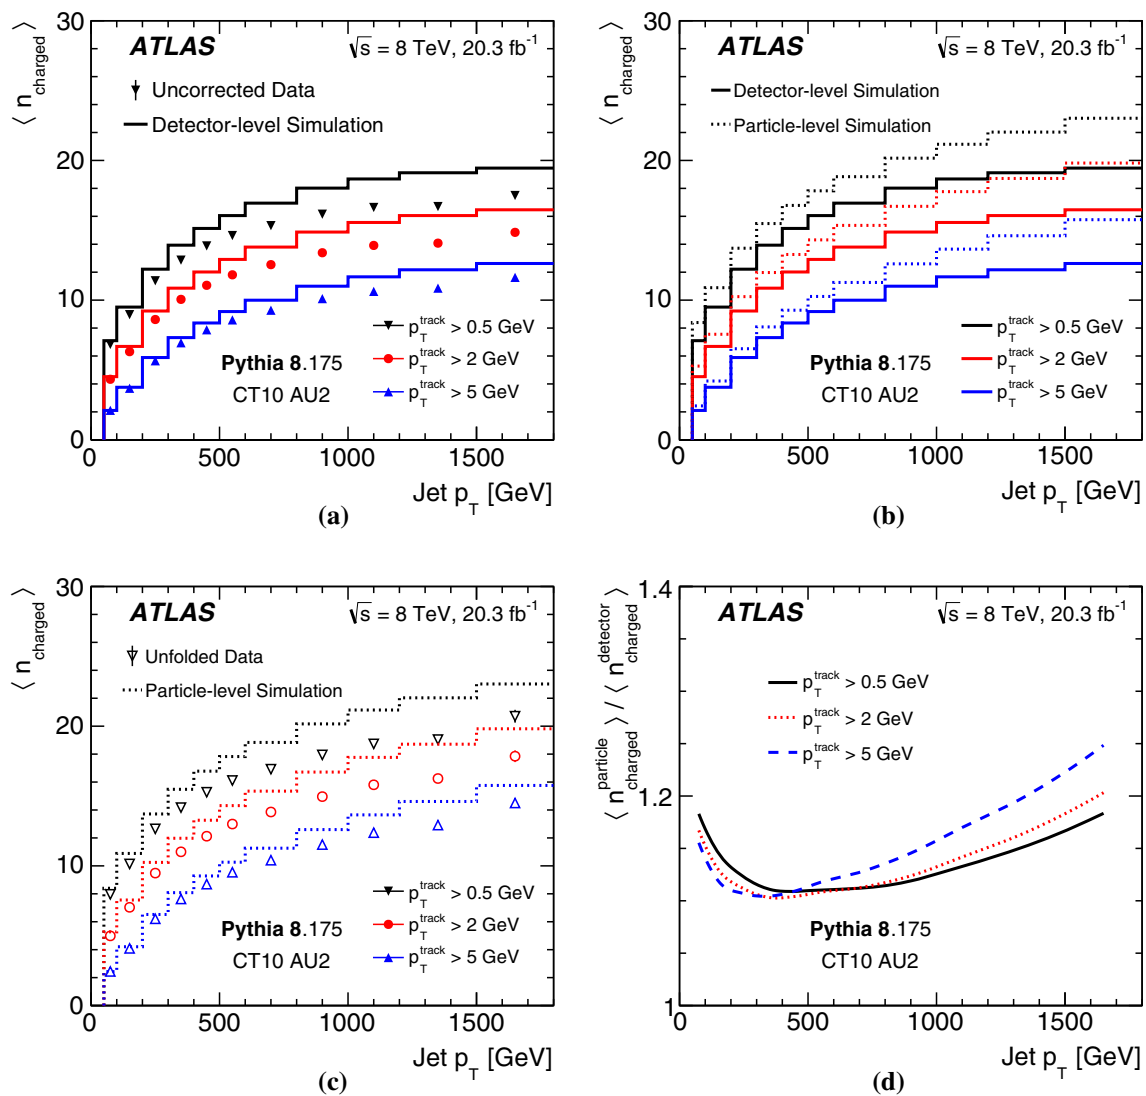 ⟨ n_charged ⟩
30
20
10
0
ATLAS
√s = 8 TeV, 20.3 fb⁻¹
Uncorrected Data
Detector-level Simulation
p_T^track > 0.5 GeV
p_T^track > 2 GeV
p_T^track > 5 GeV
Pythia 8.175
CT10 AU2
0 500 1000 1500
Jet p_T [GeV]
(a)
⟨ n_charged ⟩
30
20
10
0
ATLAS
√s = 8 TeV, 20.3 fb⁻¹
Detector-level Simulation
Particle-level Simulation
p_T^track > 0.5 GeV
p_T^track > 2 GeV
p_T^track > 5 GeV
Pythia 8.175
CT10 AU2
0 500 1000 1500
Jet p_T [GeV]
(b)
⟨ n_charged ⟩
30
20
10
0
ATLAS
√s = 8 TeV, 20.3 fb⁻¹
Unfolded Data
Particle-level Simulation
p_T^track > 0.5 GeV
p_T^track > 2 GeV
p_T^track > 5 GeV
Pythia 8.175
CT10 AU2
0 500 1000 1500
Jet p_T [GeV]
(c)
⟨ n_charged^particle ⟩ / ⟨ n_charged^detector ⟩
1.4
1.2
1
ATLAS
√s = 8 TeV, 20.3 fb⁻¹
p_T^track > 0.5 GeV
p_T^track > 2 GeV
p_T^track > 5 GeV
Pythia 8.175
CT10 AU2
0 500 1000 1500
Jet p_T [GeV]
(d)